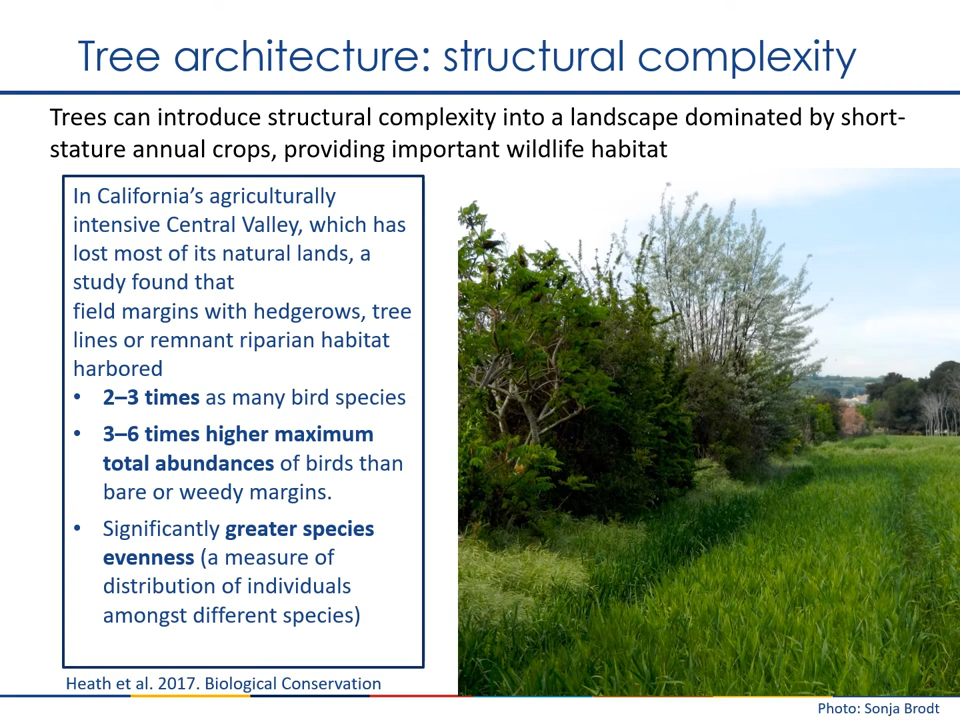 Tree architecture: structural complexity
Trees can introduce structural complexity into a landscape dominated by short-
stature annual crops, providing important wildlife habitat
In California’s agriculturally
intensive Central Valley, which has
lost most of its natural lands, a
study found that
field margins with hedgerows, tree
lines or remnant riparian habitat
harbored
• 2–3 times as many bird species
• 3–6 times higher maximum
total abundances of birds than
bare or weedy margins.
• Significantly greater species
evenness (a measure of
distribution of individuals
amongst different species)
Heath et al. 2017. Biological Conservation
Photo: Sonja Brodt